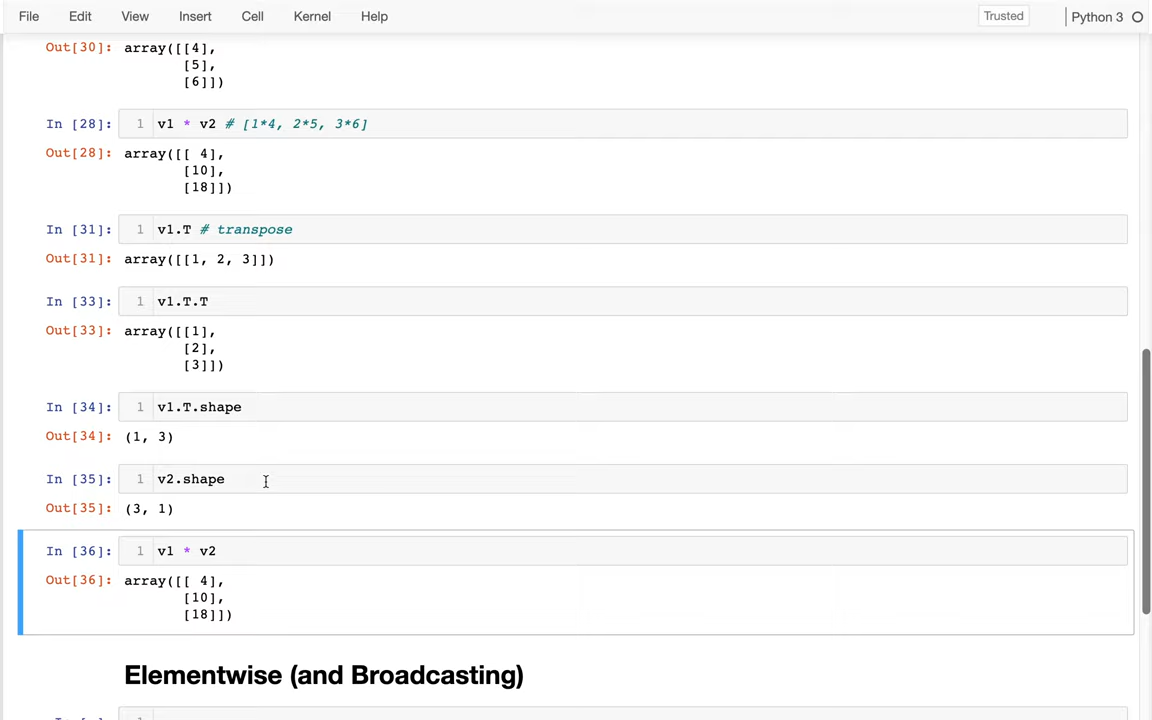 File Edit View Insert Cell Kernel Help Trusted Python 3
Out[30]: array([[4],
[5],
[6]])
In [28]: 1 v1 * v2 # [1*4, 2*5, 3*6]
Out[28]: array([[ 4],
[10],
[18]])
In [31]: 1 v1.T # transpose
Out[31]: array([[1, 2, 3]])
In [33]: 1 v1.T.T
Out[33]: array([[1],
[2],
[3]])
In [34]: 1 v1.T.shape
Out[34]: (1, 3)
In [35]: 1 v2.shape
Out[35]: (3, 1)
In [36]: 1 v1 * v2
Out[36]: array([[ 4],
[10],
[18]])
Elementwise (and Broadcasting)